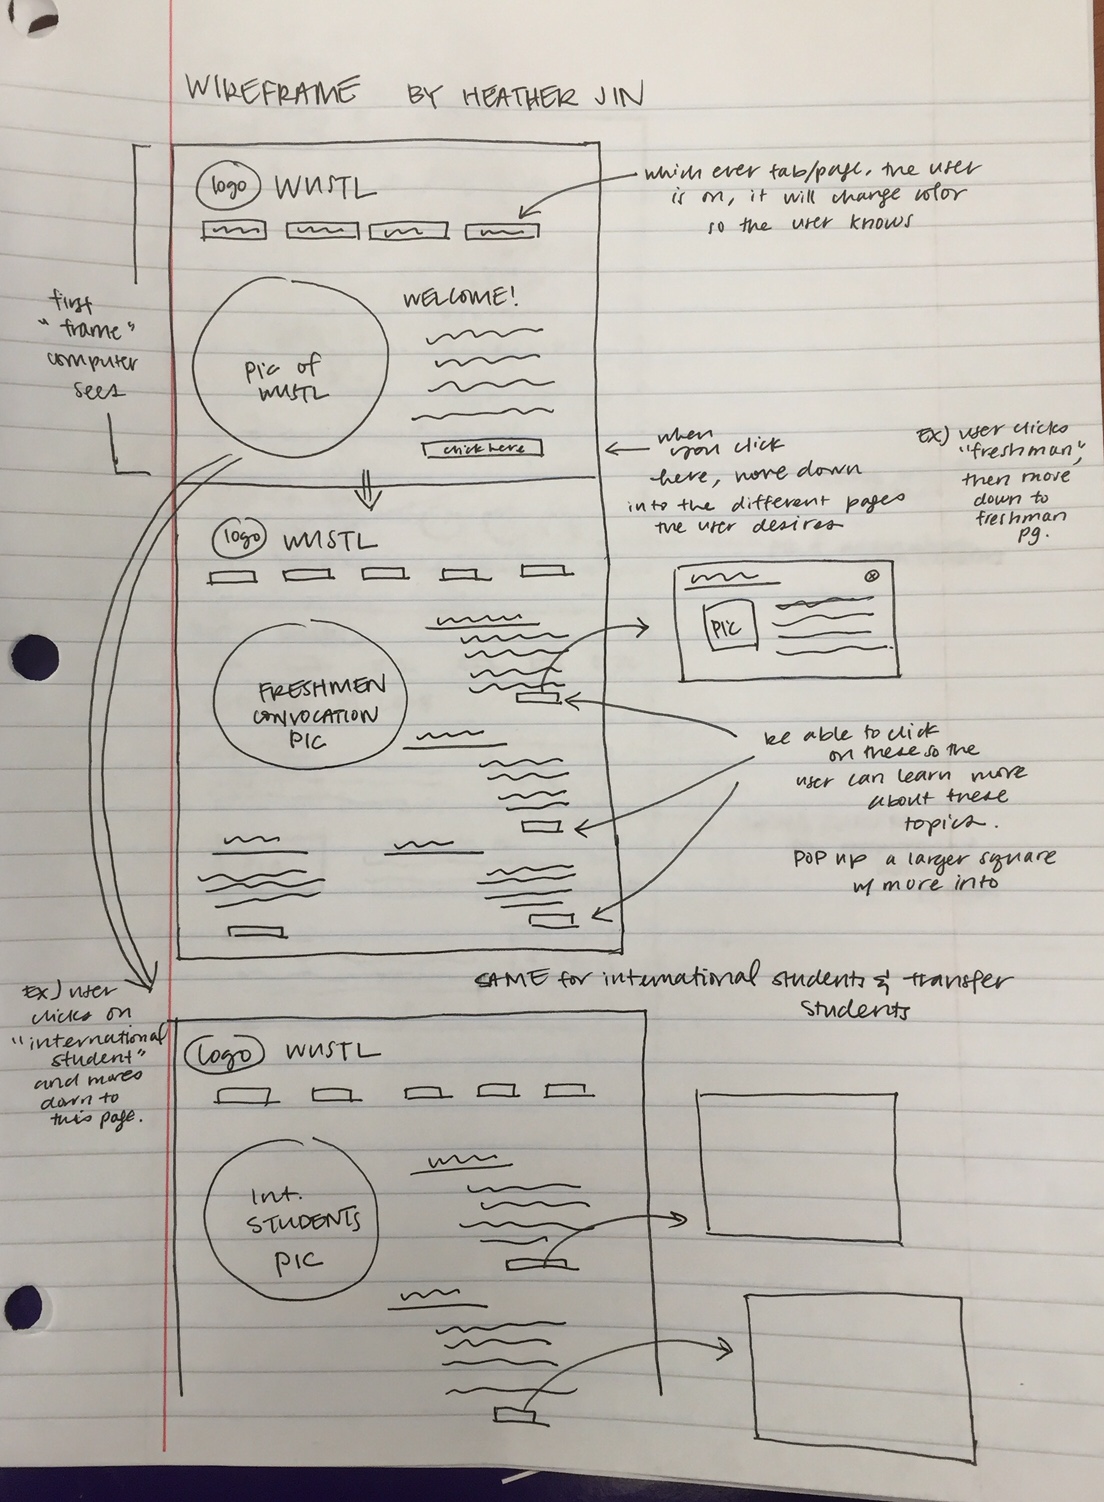 WIREFRAME BY HEATHER JIN
logo WUSTL
which ever tab/page, the user
is on, it will change color
so the user knows
first
"frame"
computer
sees
WELCOME!
pic of
WUSTL
click here
when
you click
here, move down
into the different pages
the user desires
EX) user clicks
"freshman",
then move
down to
freshman
pg.
logo WUSTL
PIC
FRESHMEN
CONVOCATION
PIC
be able to click
on these so the
user can learn more
about these
topics.
POP up a larger square
w/ more info
SAME for international students & transfer
students
EX) user
clicks on
"international
student"
and moves
down to
this page.
logo WUSTL
Int.
STUDENTS
PIC